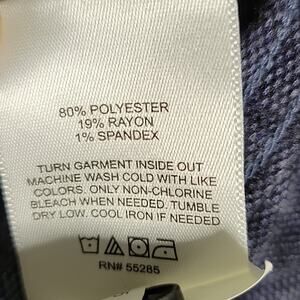 80% POLYESTER
19% RAYON
1% SPANDEX
TURN GARMENT INSIDE OUT
MACHINE WASH COLD WITH LIKE
COLORS. ONLY NON-CHLORINE
BLEACH WHEN NEEDED. TUMBLE
DRY LOW. COOL IRON IF NEEDED
RN# 55285